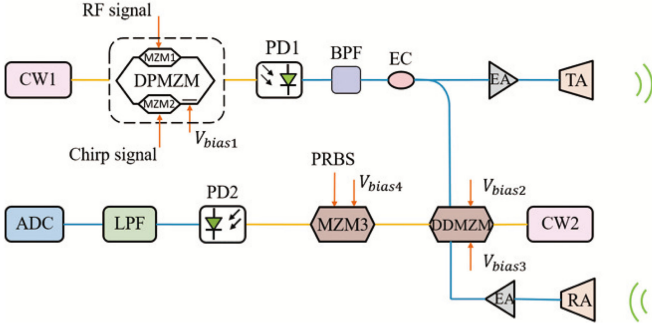 RF signal
MZM1
CW1
DPMZM
MZM2
Chirp signal
V_bias1
PD1
BPF
EC
EA
TA
PRBS
V_bias4
V_bias2
PD2
ADC
LPF
MZM3
DDMZM
CW2
V_bias3
EA
RA